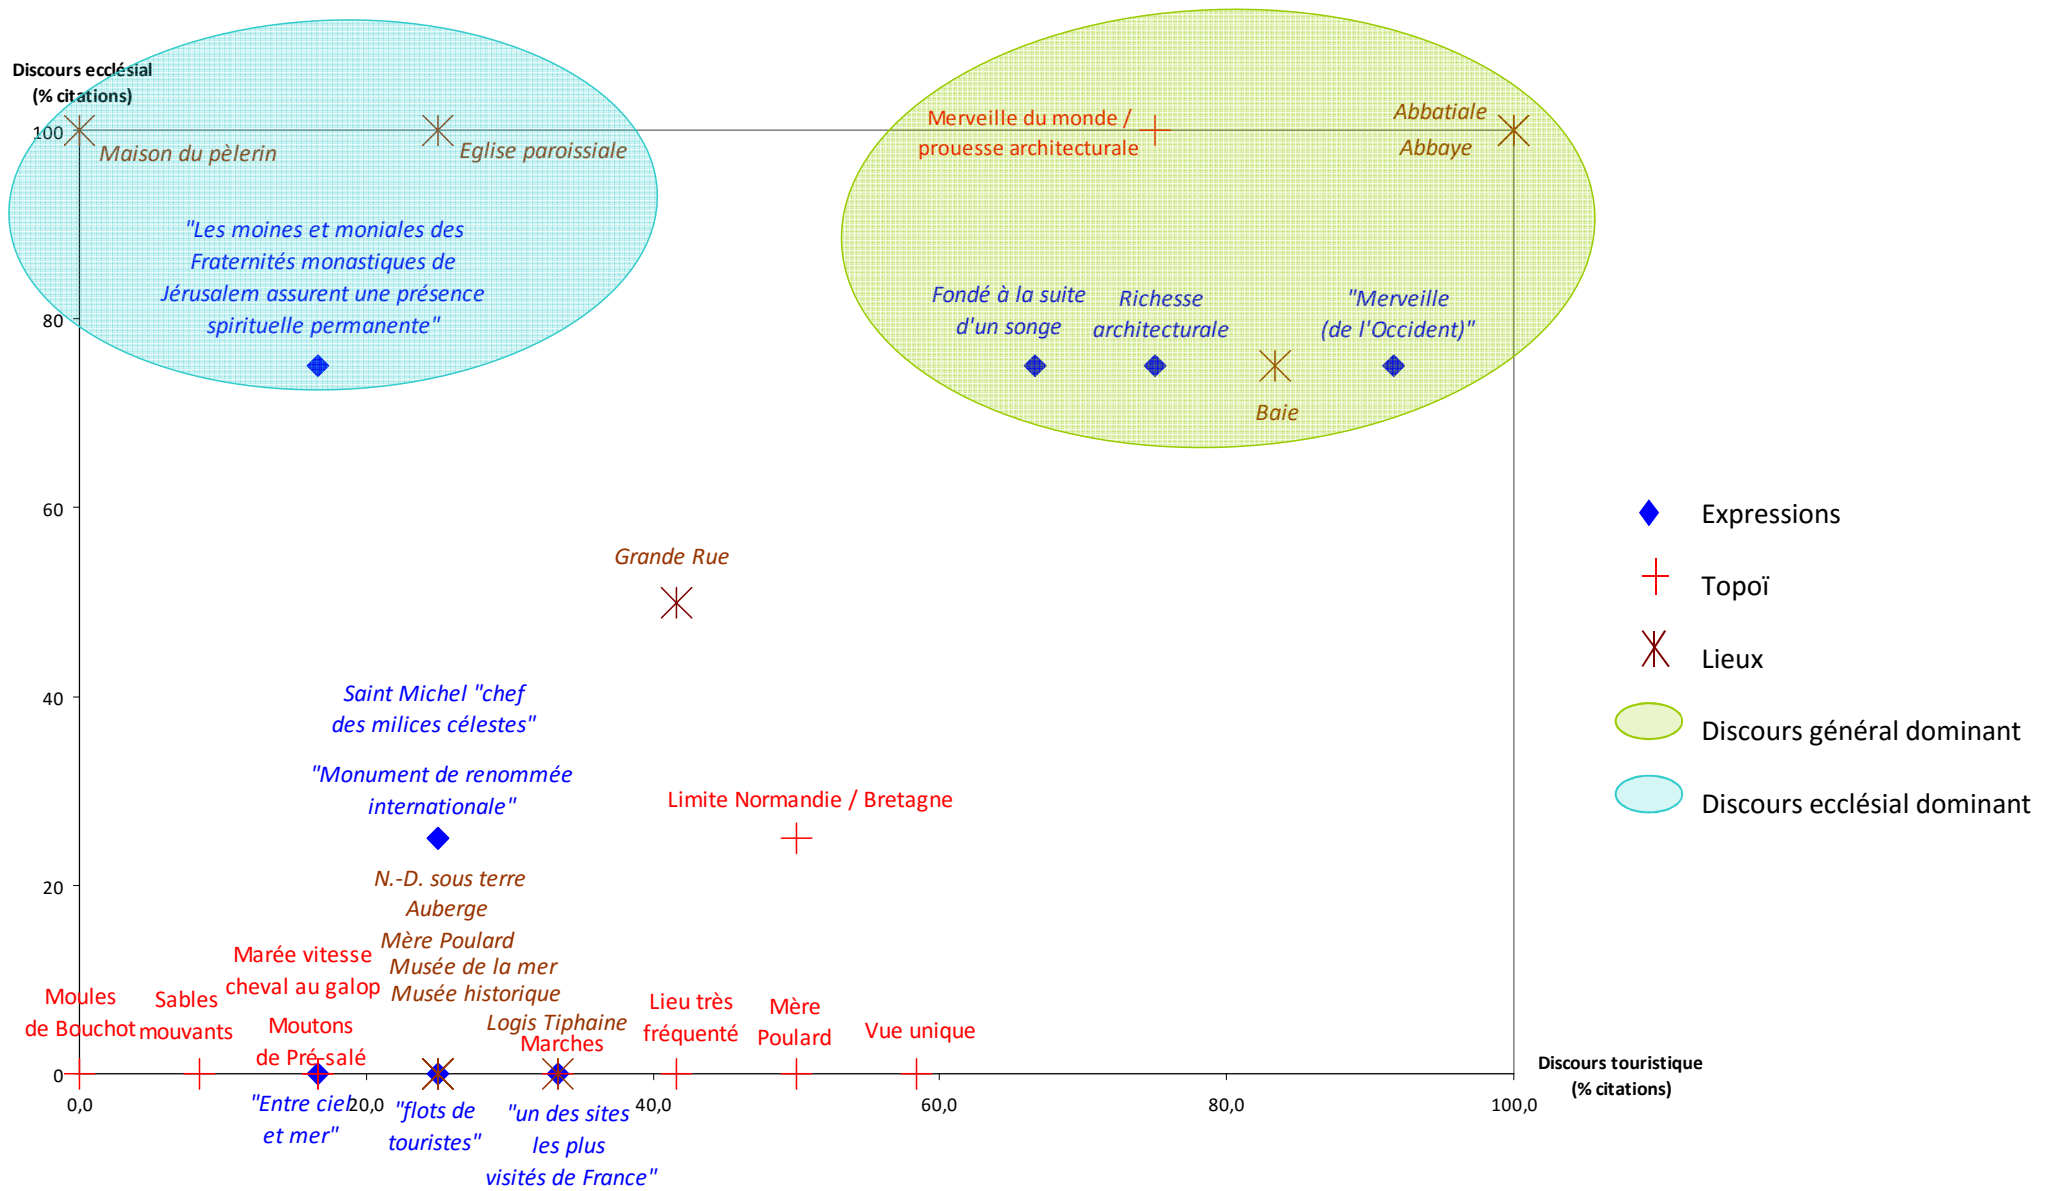 Discours ecclésial
(% citations)
100
80
60
40
20
0
Maison du pèlerin
Eglise paroissiale
"Les moines et moniales des
Fraternités monastiques de
Jérusalem assurent une présence
spirituelle permanente"
Merveille du monde /
prouesse architecturale
Abbatiale
Abbaye
Fondé à la suite
d'un songe
Richesse
architecturale
"Merveille
(de l'Occident)"
Baie
Grande Rue
Saint Michel "chef
des milices célestes"
"Monument de renommée
internationale"
Limite Normandie / Bretagne
N.-D. sous terre
Auberge
Mère Poulard
Musée de la mer
Musée historique
Logis Tiphaine
Marches
Moules
de Bouchot
Sables
mouvants
Marée vitesse
cheval au galop
Moutons
de Pré-salé
Lieu très
fréquenté
Mère
Poulard
Vue unique
Discours touristique
(% citations)
0,0
20,0
40,0
60,0
80,0
100,0
"Entre ciel
et mer"
"flots de
touristes"
"un des sites
les plus
visités de France"
Expressions
Topoï
Lieux
Discours général dominant
Discours ecclésial dominant